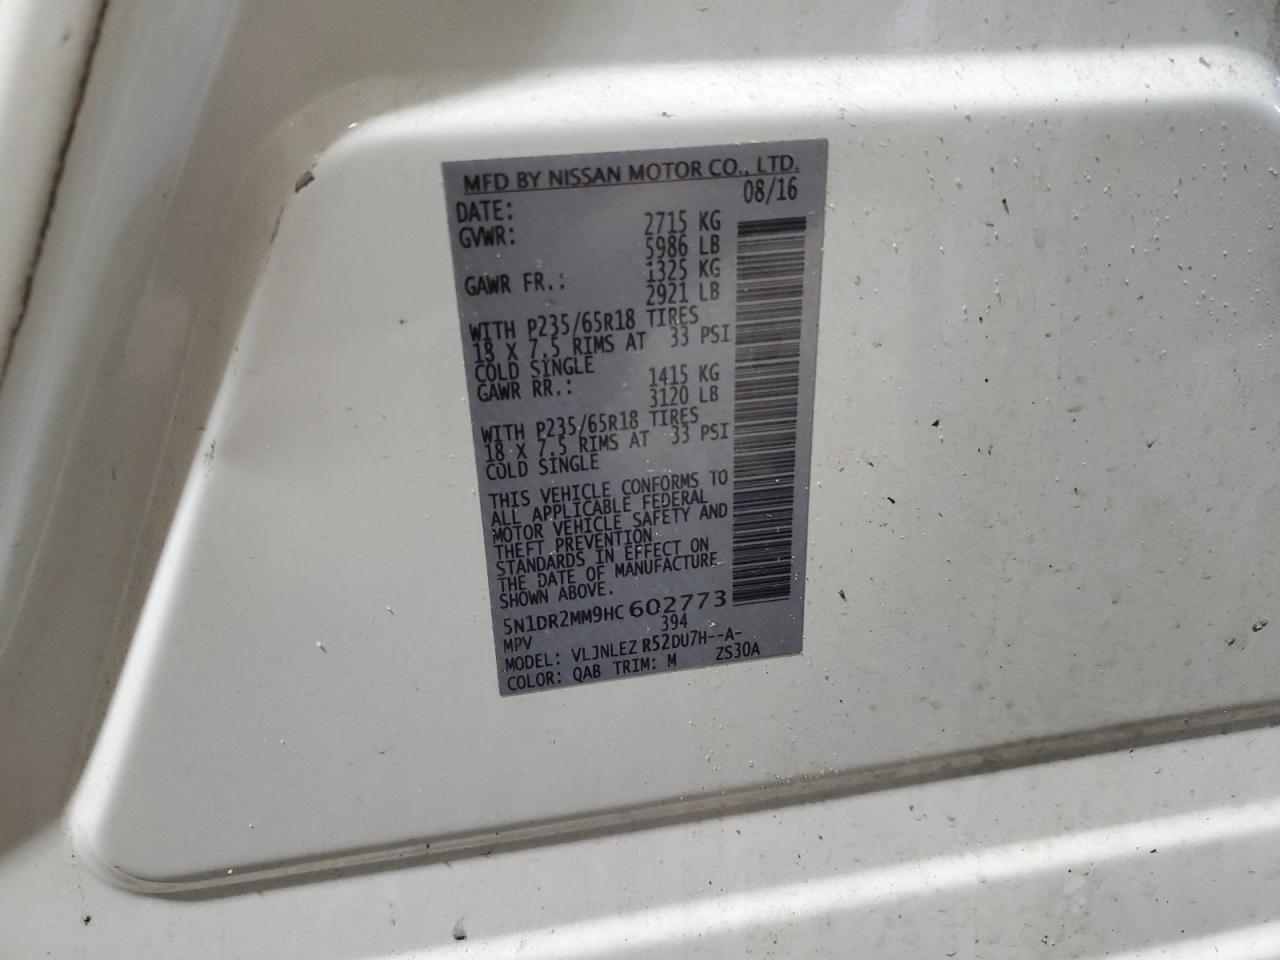 MFD BY NISSAN MOTOR CO., LTD.
DATE: 08/16
GVWR: 2715 KG
5986 LB
GAWR FR.: 1325 KG
2921 LB
WITH P235/65R18 TIRES
18 X 7.5 RIMS AT 33 PSI
COLD SINGLE
GAWR RR.: 1415 KG
3120 LB
WITH P235/65R18 TIRES
18 X 7.5 RIMS AT 33 PSI
COLD SINGLE
THIS VEHICLE CONFORMS TO
ALL APPLICABLE FEDERAL
MOTOR VEHICLE SAFETY AND
THEFT PREVENTION
STANDARDS IN EFFECT ON
THE DATE OF MANUFACTURE
SHOWN ABOVE.
5N1DR2MM9HC602773
MPV 394
MODEL: VLJNLEZ R52DU7H--A-
COLOR: QAB TRIM: M ZS30A